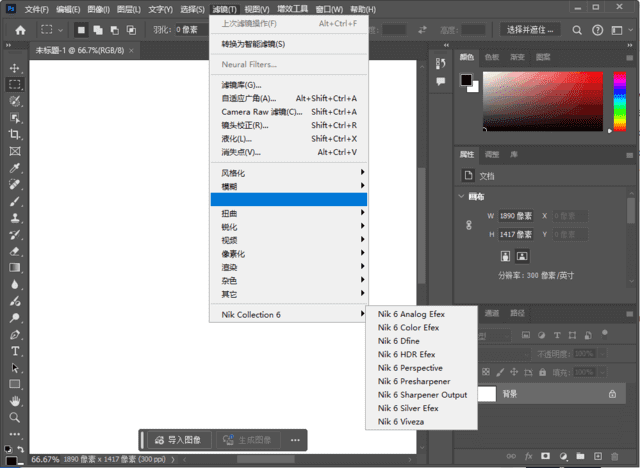 Ps
文件(F) 编辑(E) 图像(I) 图层(L) 文字(Y) 选择(S) 滤镜(T) 视图(V) 增效工具 窗口(W) 帮助(H)
羽化: 0 像素
高度:
选择并遮住 ...
未标题-1 @ 66.7%(RGB/8)
上次滤镜操作(F) Alt+Ctrl+F
转换为智能滤镜(S)
Neural Filters...
滤镜库(G)...
自适应广角(A)... Alt+Shift+Ctrl+A
Camera Raw 滤镜(C)... Shift+Ctrl+A
镜头校正(R)... Shift+Ctrl+R
液化(L)... Shift+Ctrl+X
消失点(V)... Alt+Ctrl+V
风格化
模糊
扭曲
锐化
视频
像素化
渲染
杂色
其它
Nik Collection 6
Nik 6 Analog Efex
Nik 6 Color Efex
Nik 6 Dfine
Nik 6 HDR Efex
Nik 6 Perspective
Nik 6 Presharpener
Nik 6 Sharpener Output
Nik 6 Silver Efex
Nik 6 Viveza
颜色 色板 渐变 图案
属性 调整 库
文档
画布
W 1890 像素 X 0 像素
H 1417 像素 Y 0 像素
分辨率: 300 像素/英寸
通道 路径
不透明度: 100%
填充: 100%
背景
导入图像 生成图像 ...
66.67% 1890 像素 x 1417 像素 (300 ppi)